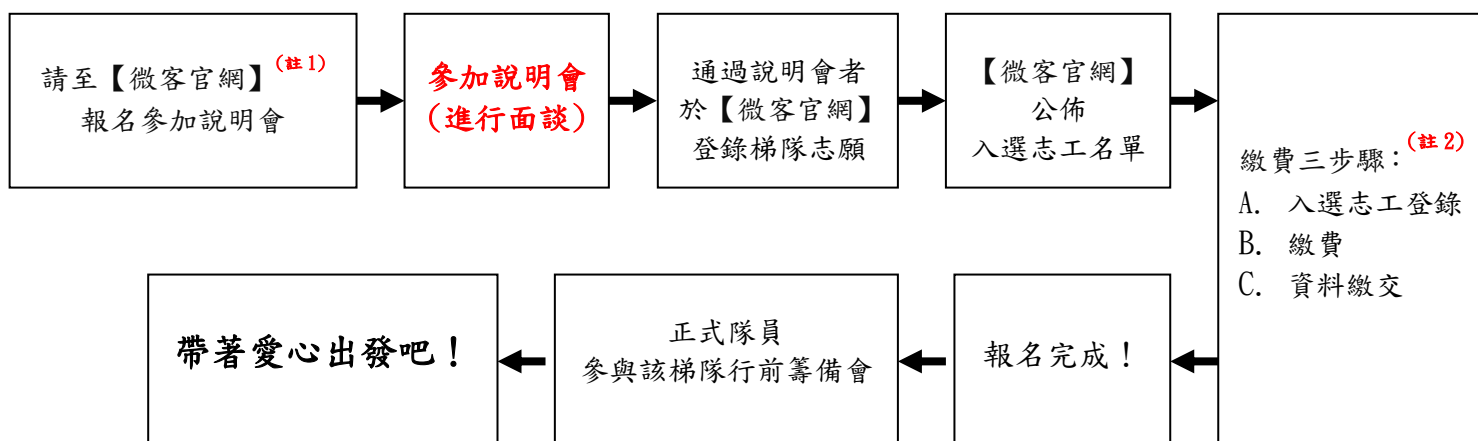 請至【微客官網】(註1)
報名參加說明會
參加說明會
(進行面談)
通過說明會者
於【微客官網】
登錄梯隊志願
【微客官網】
公佈
入選志工名單
繳費三步驟：(註2)
A. 入選志工登錄
B. 繳費
C. 資料繳交
報名完成！
正式隊員
參與該梯隊行前籌備會
帶著愛心出發吧！